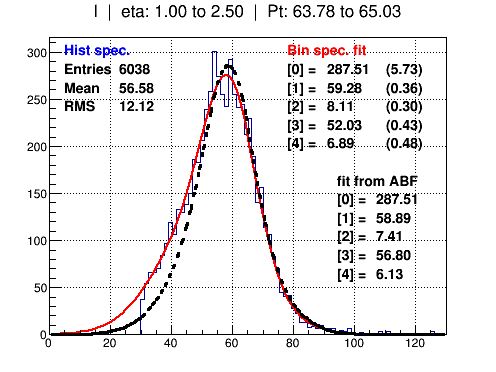 I | eta: 1.00 to 2.50 | Pt: 63.78 to 65.03
Hist spec.
Entries 6038
Mean 56.58
RMS 12.12
Bin spec. fit
[0] = 287.51 (5.73)
[1] = 59.28 (0.36)
[2] = 8.11 (0.30)
[3] = 52.03 (0.43)
[4] = 6.89 (0.48)
fit from ABF
[0] = 287.51
[1] = 58.89
[2] = 7.41
[3] = 56.80
[4] = 6.13
300
250
200
150
100
50
0
0 20 40 60 80 100 120